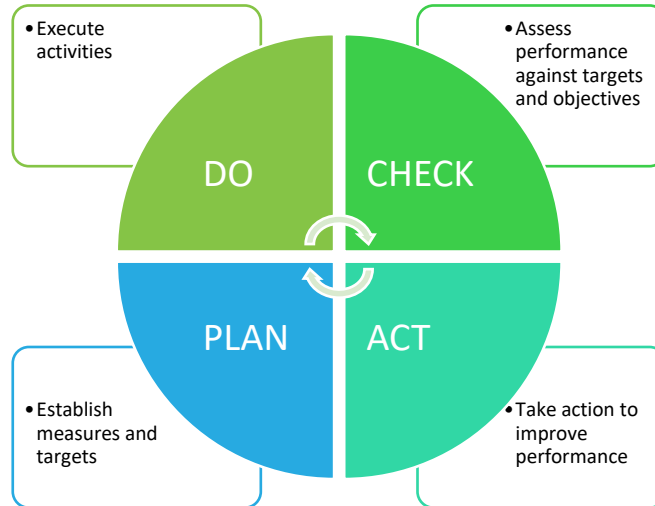 •Execute
activities
•Assess
performance
against targets
and objectives
DO
CHECK
PLAN
ACT
•Establish
measures and
targets
•Take action to
improve
performance